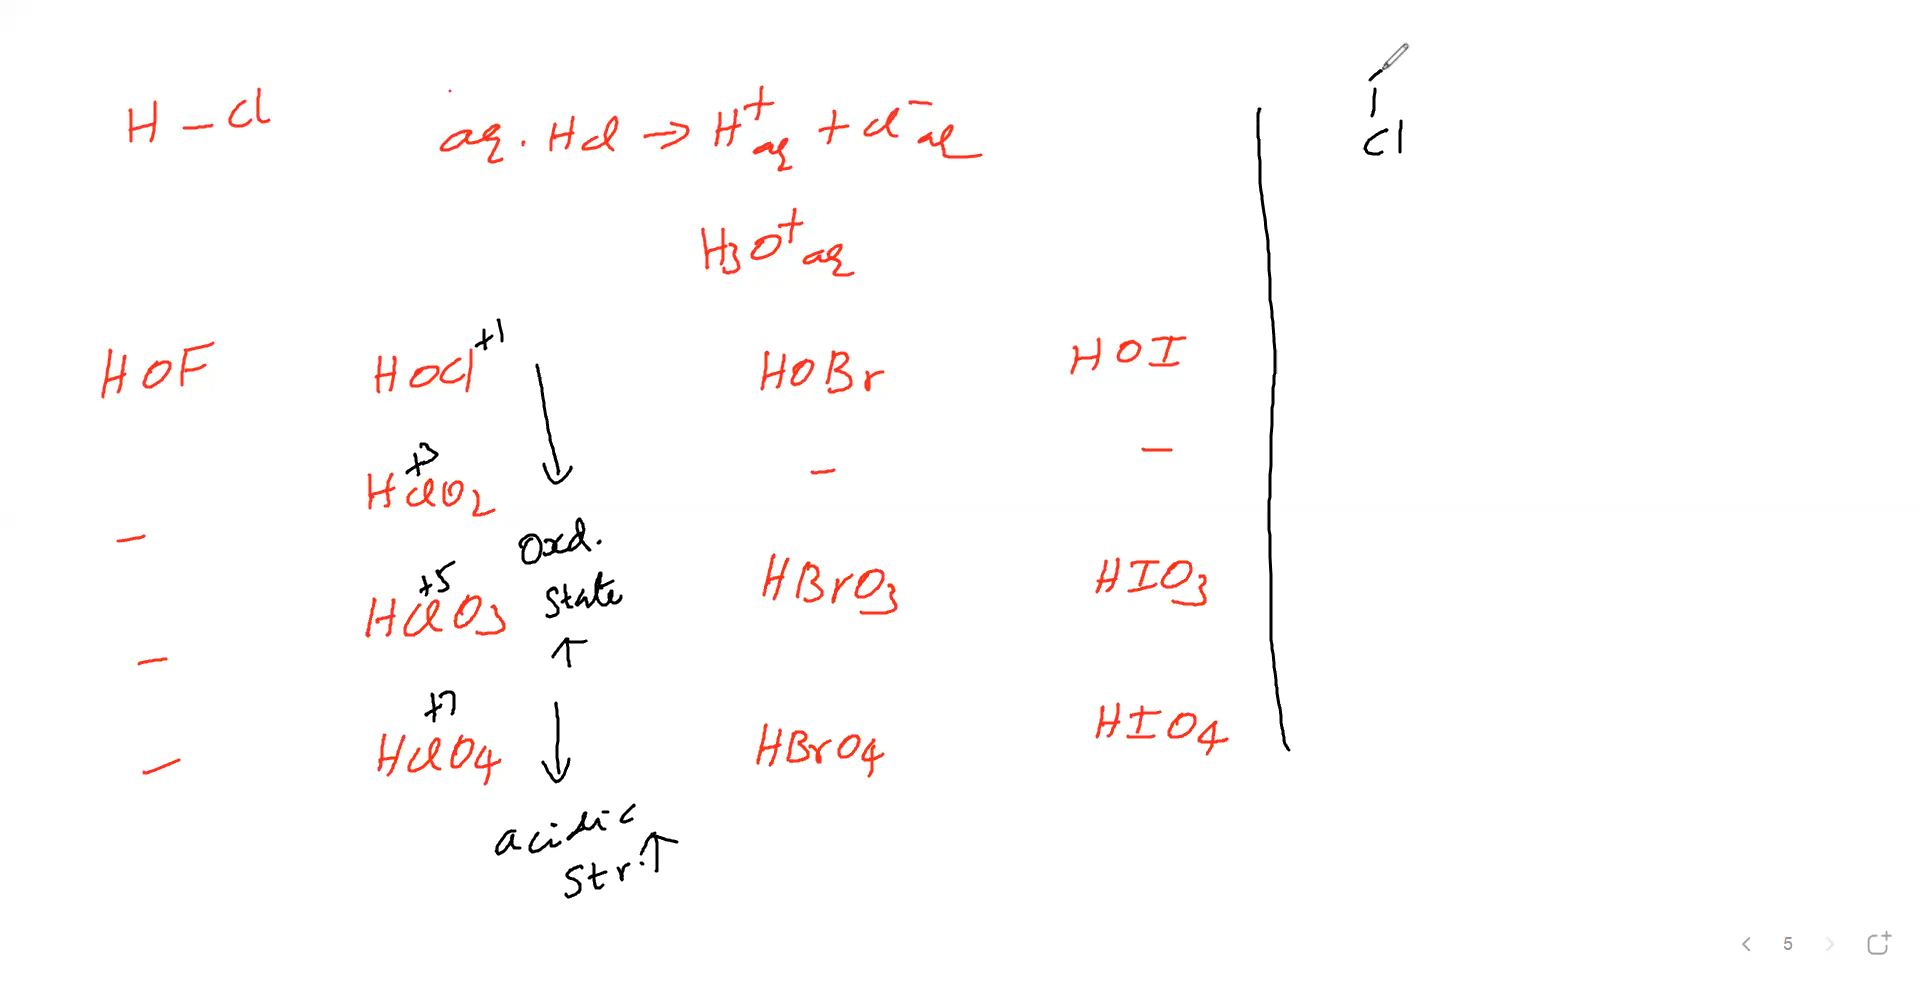 H - Cl aq. HCl → H⁺aq + Cl⁻aq
H₃O⁺aq
HOF HOCl⁺¹ HOBr HOI
- HClO₂ +3 - -
Oxd.
State ↑
- HClO₃ +5 HBrO₃ HIO₃
- HClO₄ +7 HBrO₄ HIO₄
acidic
Str. ↑
Cl
5